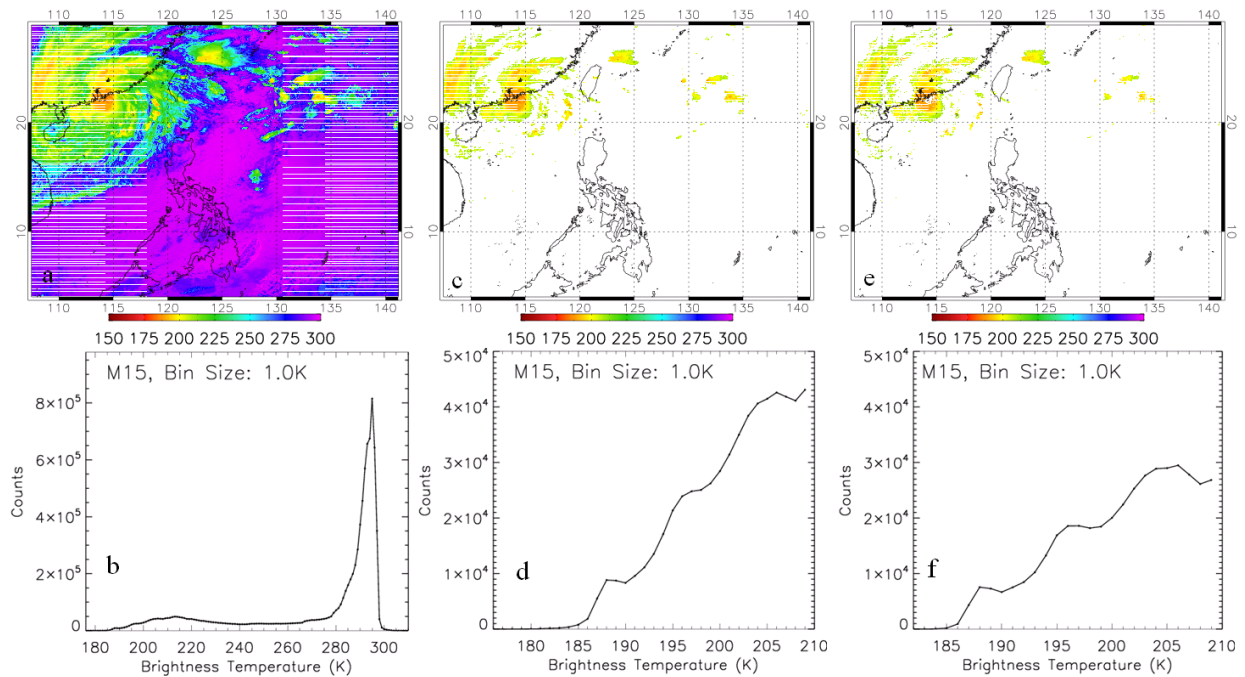 110 115 120 125 130 135 140
110 115 120 125 130 135 140
110 115 120 125 130 135 140
20 20 20 20 20 20
10 10 10 10 10 10
a c e
110 115 120 125 130 135 140
110 115 120 125 130 135 140
110 115 120 125 130 135 140
150 175 200 225 275 300
150 175 200 225 275 300
150 175 200 225 275 300
M15, Bin Size: 1.0K
8×10⁵
6×10⁵
4×10⁵
2×10⁵
0
Counts
b
180 200 220 240 260 280 300
Brightness Temperature (K)
M15, Bin Size: 1.0K
5×10⁴
4×10⁴
3×10⁴
2×10⁴
1×10⁴
0
Counts
d
180 185 190 195 200 205 210
Brightness Temperature (K)
M15, Bin Size: 1.0K
5×10⁴
4×10⁴
3×10⁴
2×10⁴
1×10⁴
0
Counts
f
185 190 195 200 205 210
Brightness Temperature (K)